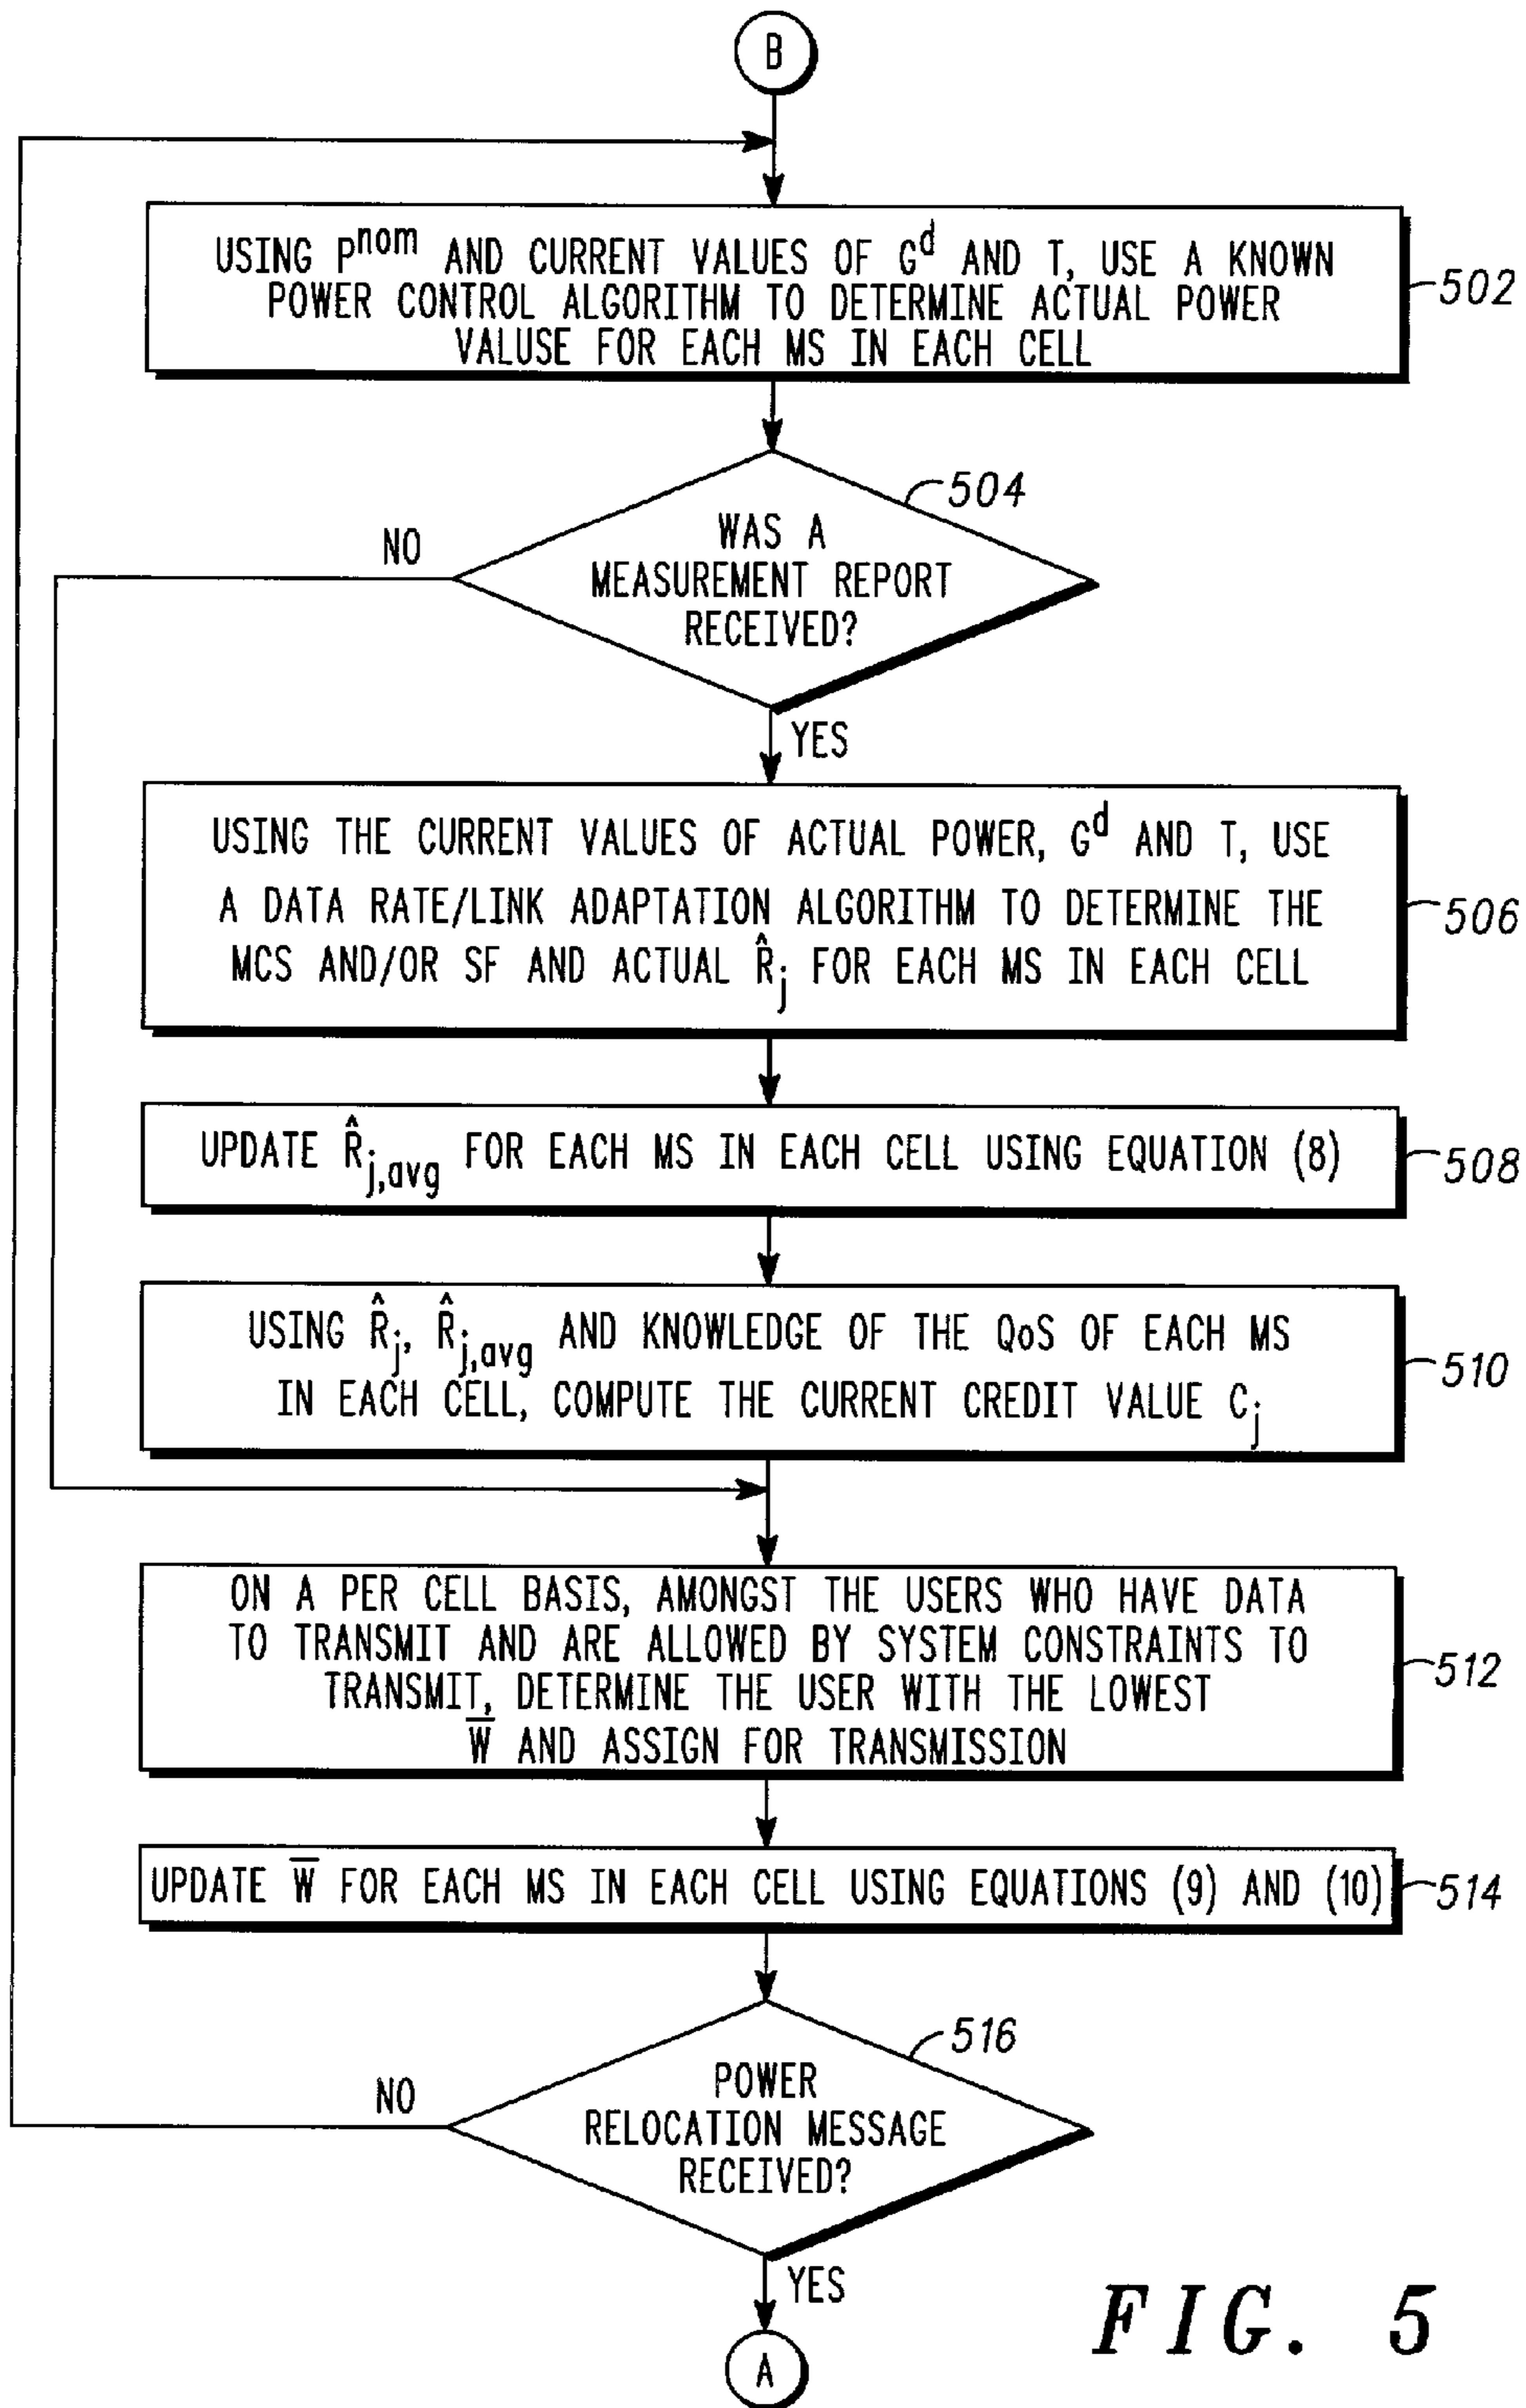 B
USING P^nom AND CURRENT VALUES OF G^d AND T, USE A KNOWN
POWER CONTROL ALGORITHM TO DETERMINE ACTUAL POWER
VALUSE FOR EACH MS IN EACH CELL
502
504
WAS A
MEASUREMENT REPORT
RECEIVED?
NO
YES
USING THE CURRENT VALUES OF ACTUAL POWER, G^d AND T, USE
A DATA RATE/LINK ADAPTATION ALGORITHM TO DETERMINE THE
MCS AND/OR SF AND ACTUAL R̂_j FOR EACH MS IN EACH CELL
506
UPDATE R̂_j,avg FOR EACH MS IN EACH CELL USING EQUATION (8)
508
USING R̂_j, R̂_j,avg AND KNOWLEDGE OF THE QoS OF EACH MS
IN EACH CELL, COMPUTE THE CURRENT CREDIT VALUE C_j
510
ON A PER CELL BASIS, AMONGST THE USERS WHO HAVE DATA
TO TRANSMIT AND ARE ALLOWED BY SYSTEM CONSTRAINTS TO
TRANSMIT, DETERMINE THE USER WITH THE LOWEST
W̅ AND ASSIGN FOR TRANSMISSION
512
UPDATE W̅ FOR EACH MS IN EACH CELL USING EQUATIONS (9) AND (10)
514
516
POWER
RELOCATION MESSAGE
RECEIVED?
NO
YES
A
FIG. 5